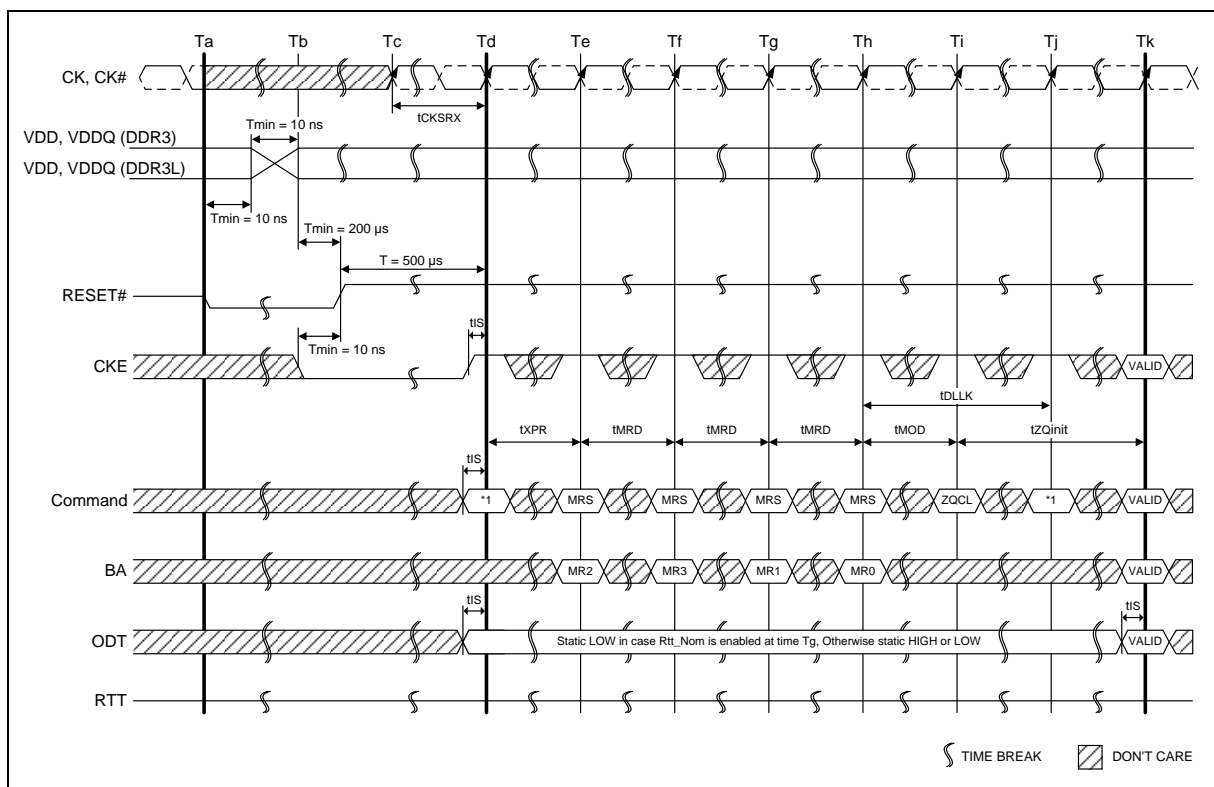 Ta Tb Tc Td Te Tf Tg Th Ti Tj Tk
CK, CK#
tCKSRX
Tmin = 10 ns
VDD, VDDQ (DDR3)
VDD, VDDQ (DDR3L)
Tmin = 10 ns
Tmin = 200 µs
T = 500 µs
RESET#
Tmin = 10 ns
tIS
CKE
VALID
tDLLK
tXPR tMRD tMRD tMRD tMOD tZQinit
tIS
Command
*1 MRS MRS MRS MRS ZQCL *1 VALID
BA
MR2 MR3 MR1 MR0 VALID
tIS
tIS
ODT
Static LOW in case Rtt_Nom is enabled at time Tg, Otherwise static HIGH or LOW
VALID
RTT
TIME BREAK
DON'T CARE